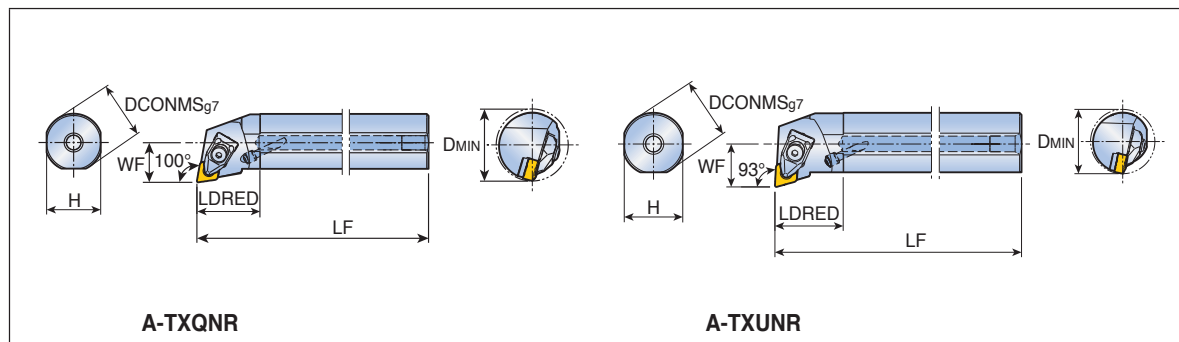 DCONMSg7
WF
100°
H
LDRED
LF
DMIN
A-TXQNR
DCONMSg7
WF
93°
H
LDRED
LF
DMIN
A-TXUNR